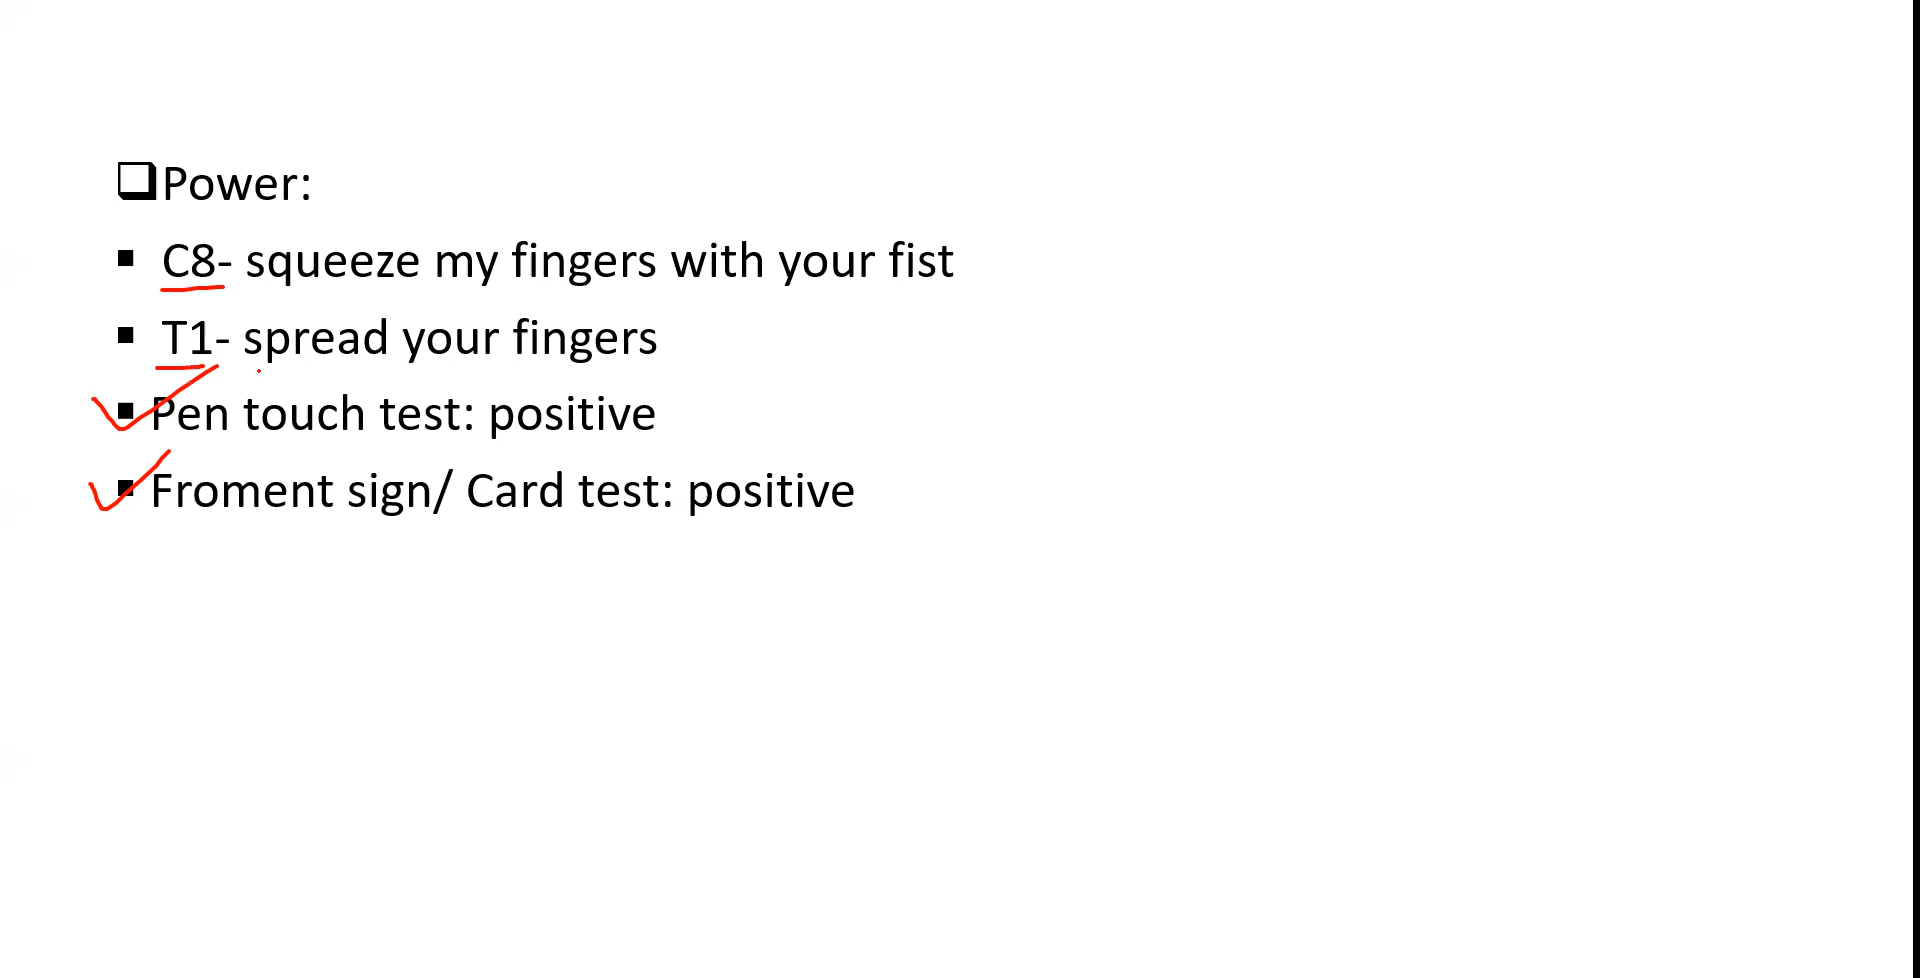 Power:
C8- squeeze my fingers with your fist
T1- spread your fingers
Pen touch test: positive
Froment sign/ Card test: positive